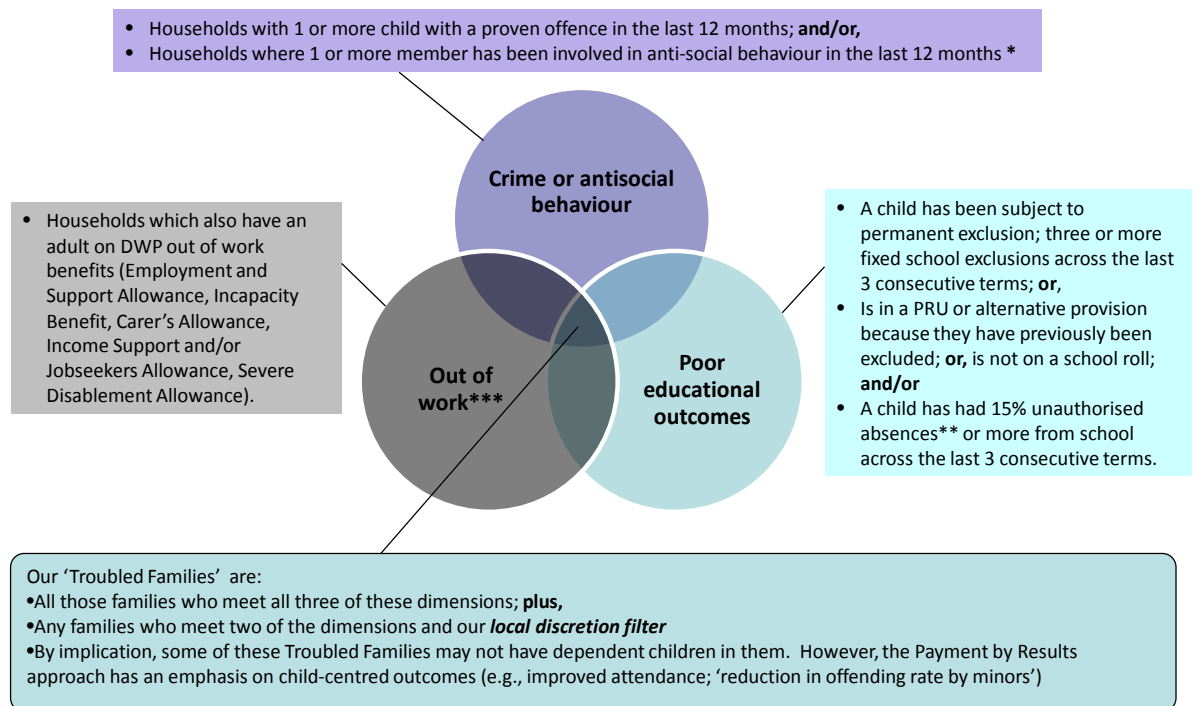 • Households with 1 or more child with a proven offence in the last 12 months; and/or,
• Households where 1 or more member has been involved in anti-social behaviour in the last 12 months *
Crime or antisocial
behaviour
• Households which also have an
adult on DWP out of work
benefits (Employment and
Support Allowance, Incapacity
Benefit, Carer’s Allowance,
Income Support and/or
Jobseekers Allowance, Severe
Disablement Allowance).
Out of
work***
Poor
educational
outcomes
• A child has been subject to
permanent exclusion; three or more
fixed school exclusions across the last
3 consecutive terms; or,
• Is in a PRU or alternative provision
because they have previously been
excluded; or, is not on a school roll;
and/or
• A child has had 15% unauthorised
absences** or more from school
across the last 3 consecutive terms.
Our ‘Troubled Families’ are:
•All those families who meet all three of these dimensions; plus,
•Any families who meet two of the dimensions and our local discretion filter
•By implication, some of these Troubled Families may not have dependent children in them. However, the Payment by Results
approach has an emphasis on child-centred outcomes (e.g., improved attendance; ‘reduction in offending rate by minors’)